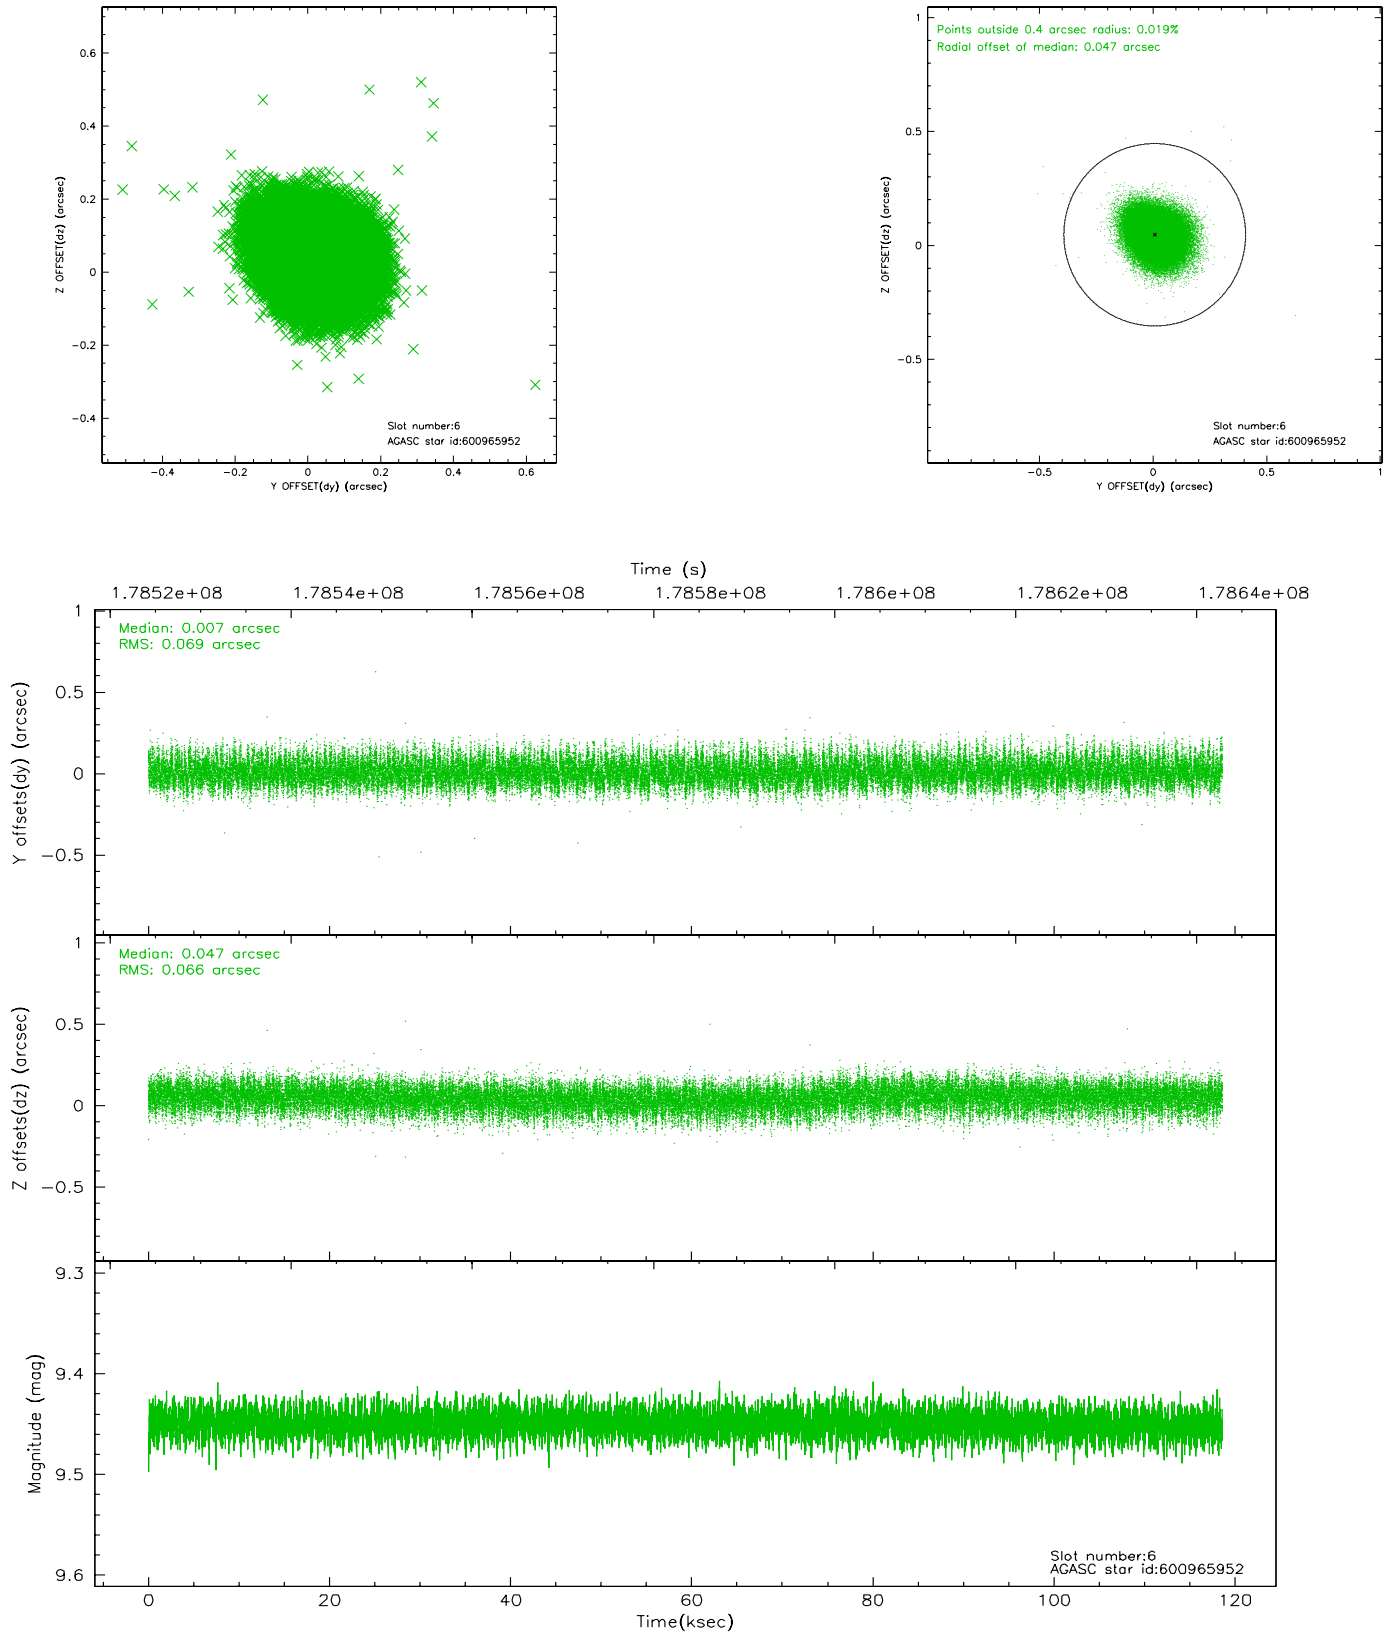 0.6
0.4
0.2
0
−0.2
−0.4
Z OFFSET(dz) (arcsec)
−0.4 −0.2 0 0.2 0.4 0.6
Y OFFSET(dy) (arcsec)
Slot number:6
AGASC star id:600965952
Points outside 0.4 arcsec radius: 0.019%
Radial offset of median: 0.047 arcsec
1
0.5
0
−0.5
Z OFFSET(dz) (arcsec)
−0.5 0 0.5 1
Y OFFSET(dy) (arcsec)
Slot number:6
AGASC star id:600965952
Time (s)
1.7852e+08 1.7854e+08 1.7856e+08 1.7858e+08 1.786e+08 1.7862e+08 1.7864e+08
Median: 0.007 arcsec
RMS: 0.069 arcsec
1
0.5
0
−0.5
Y offsets(dy) (arcsec)
Median: 0.047 arcsec
RMS: 0.066 arcsec
1
0.5
0
−0.5
Z offsets(dz) (arcsec)
9.3
9.4
9.5
9.6
Magnitude (mag)
Slot number:6
AGASC star id:600965952
0 20 40 60 80 100 120
Time(ksec)